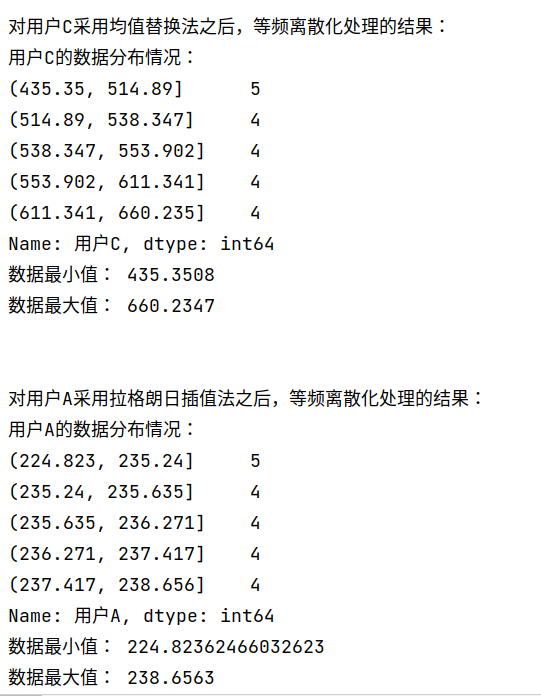 对用户C采用均值替换法之后，等频离散化处理的结果：
用户C的数据分布情况：
(435.35, 514.89]      5
(514.89, 538.347]     4
(538.347, 553.902]    4
(553.902, 611.341]    4
(611.341, 660.235]    4
Name: 用户C, dtype: int64
数据最小值： 435.3508
数据最大值： 660.2347
对用户A采用拉格朗日插值法之后，等频离散化处理的结果：
用户A的数据分布情况：
(224.823, 235.24]     5
(235.24, 235.635]     4
(235.635, 236.271]    4
(236.271, 237.417]    4
(237.417, 238.656]    4
Name: 用户A, dtype: int64
数据最小值： 224.82362466032623
数据最大值： 238.6563